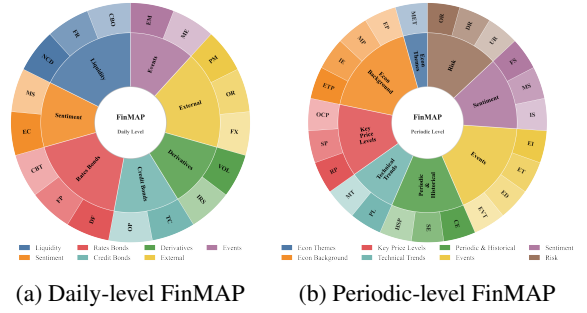 EM
ME
PM
OR
FX
VOL
IRS
TC
OD
DF
FP
CBT
EC
MS
NCD
FR
CBO
Events
External
Derivatives
Credit Bonds
Rates Bonds
Sentiment
Liquidity
FinMAP
Daily Level
Liquidity
Rates Bonds
Derivatives
Events
Sentiment
Credit Bonds
External
(a) Daily-level FinMAP
OR
DR
UR
FS
MS
IS
EI
ET
ED
EVT
CE
SE
HSP
PL
MT
RP
SP
OCP
ETP
IE
MP
EP
MET
Risk
Sentiment
Events
Periodic
&
Historical
Technical
Trends
Key
Price Levels
Econ
Background
Econ
Themes
FinMAP
Periodic Level
Econ Themes
Key Price Levels
Periodic & Historical
Sentiment
Econ Background
Technical Trends
Events
Risk
(b) Periodic-level FinMAP